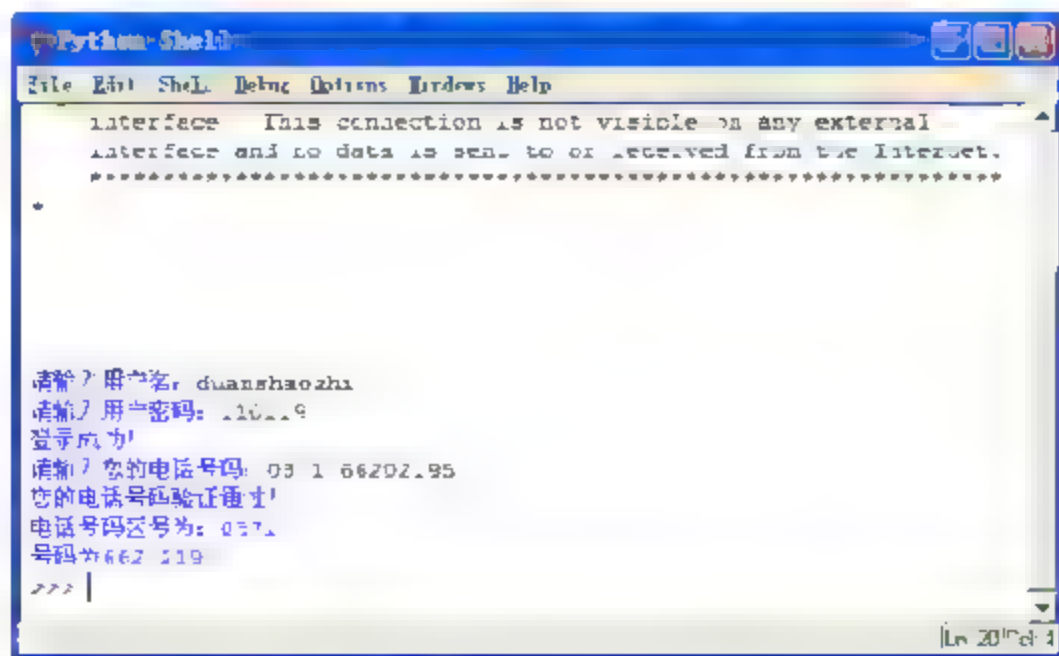 Python Shell
File Edit Shell Debug Options Windows Help
interface This connection is not visible on any external
interface and no data is sent to or received from the Internet.
请输入用户名: duanshaozhi
请输入用户密码:
登录成功!
请输入您的电话号码:
您的电话号码验证通过!
电话号码区号为:
号码为
>>>